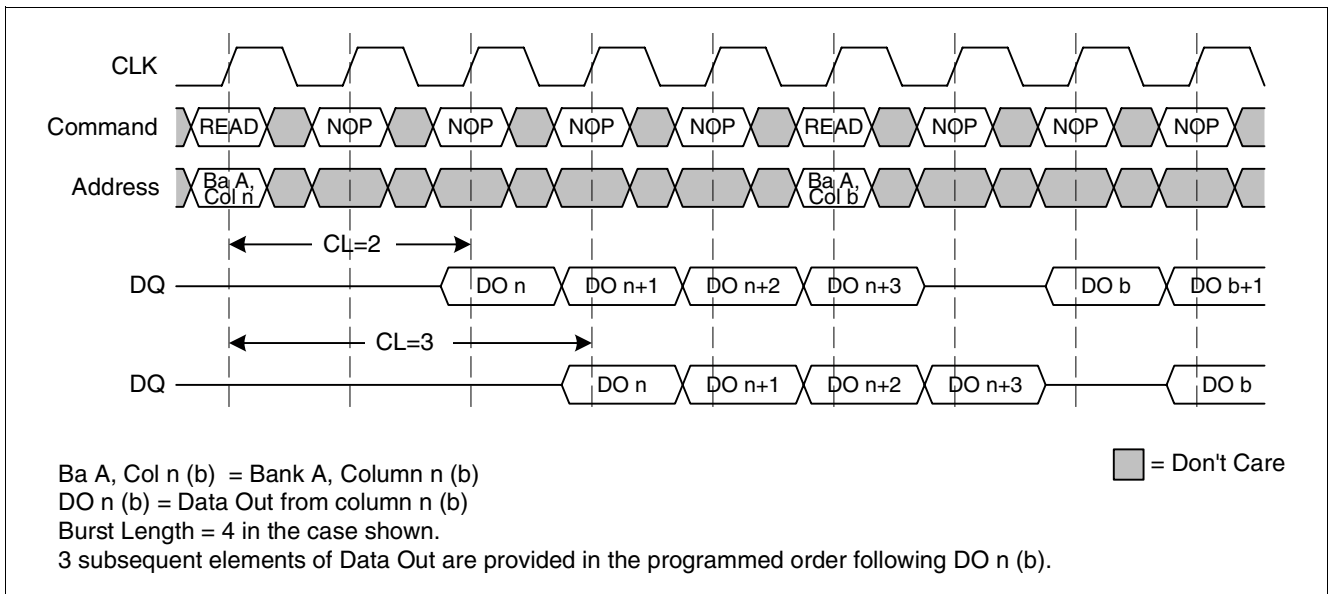 CLK
Command READ NOP NOP NOP NOP READ NOP NOP NOP
Address Ba A, Col n Ba A, Col b
CL=2
DQ DO n DO n+1 DO n+2 DO n+3 DO b DO b+1
CL=3
DQ DO n DO n+1 DO n+2 DO n+3 DO b
Ba A, Col n (b) = Bank A, Column n (b)
= Don't Care
DO n (b) = Data Out from column n (b)
Burst Length = 4 in the case shown.
3 subsequent elements of Data Out are provided in the programmed order following DO n (b).